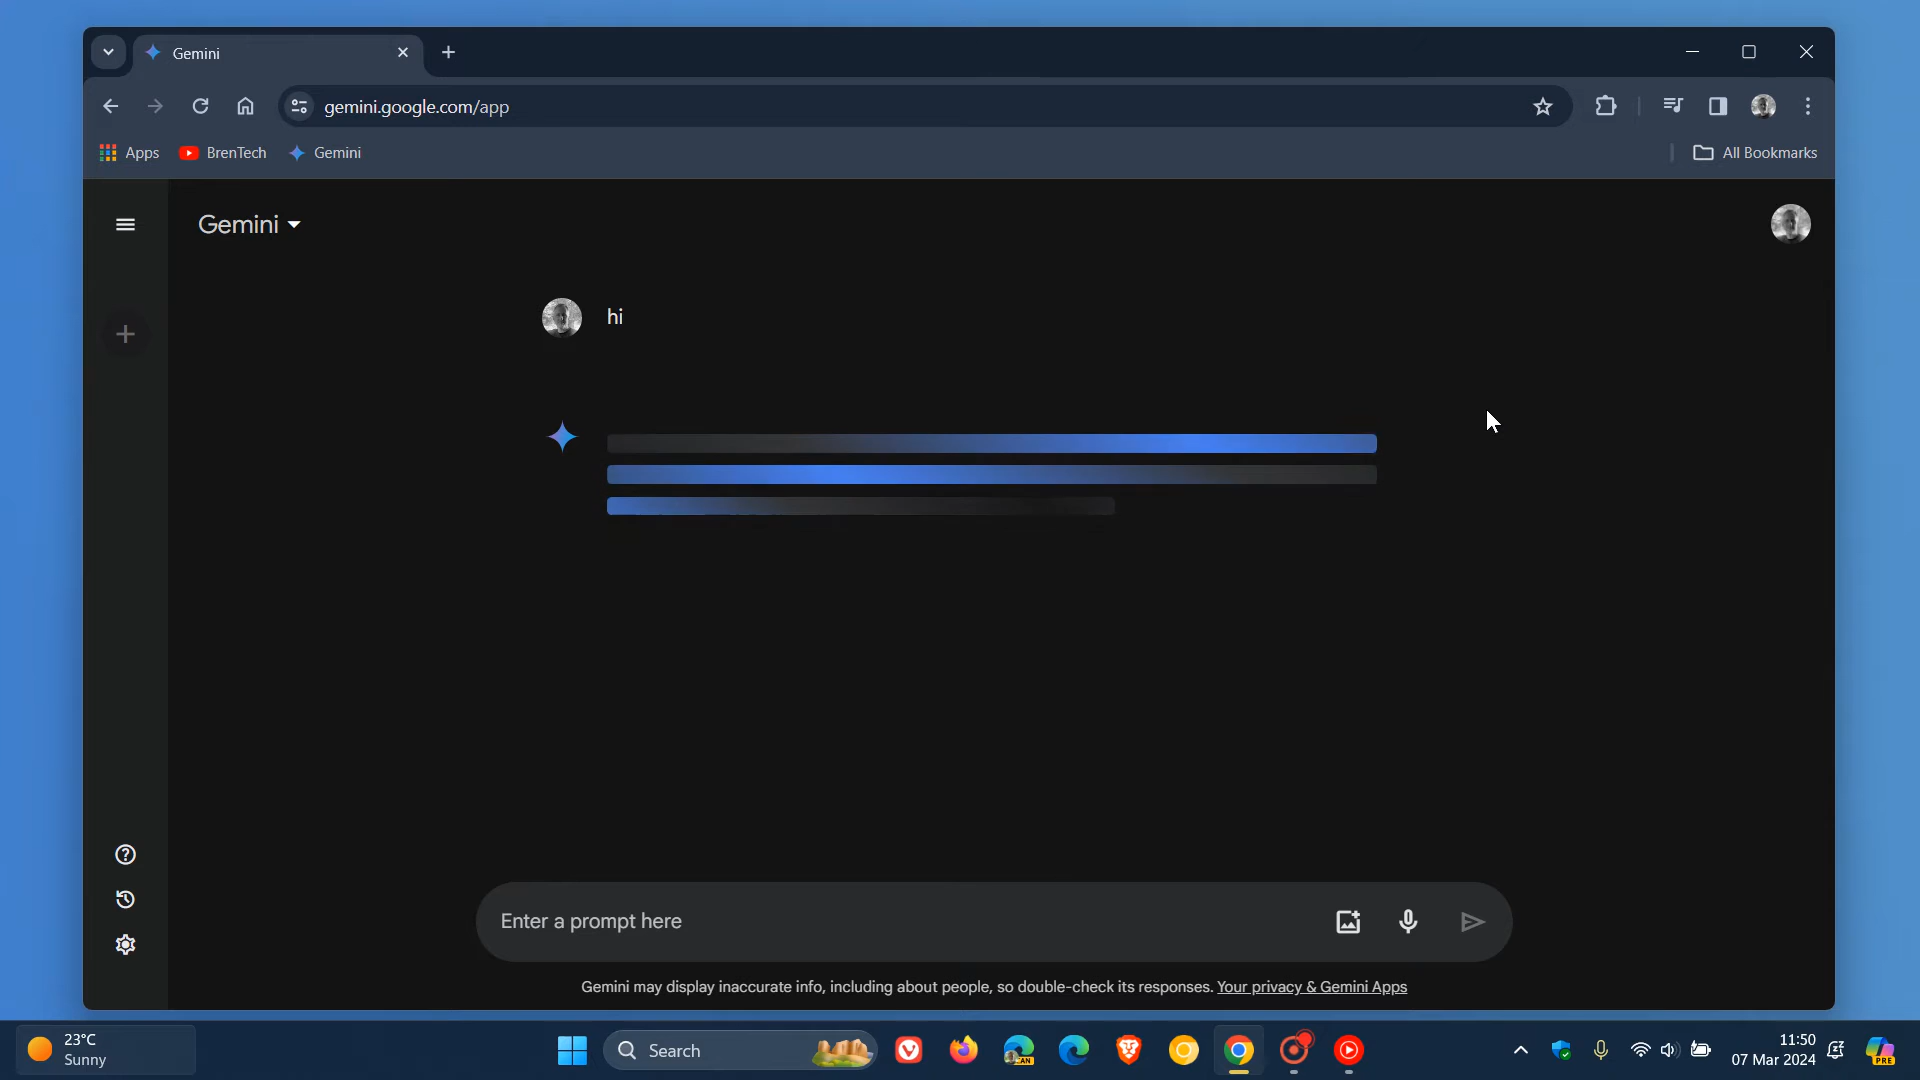 Gemini
gemini.google.com/app
Apps
BrenTech
Gemini
All Bookmarks
Gemini
hi
Enter a prompt here
Gemini may display inaccurate info, including about people, so double-check its responses. Your privacy & Gemini Apps
23°C
Sunny
Search
CAN
11:50
07 Mar 2024
PRE